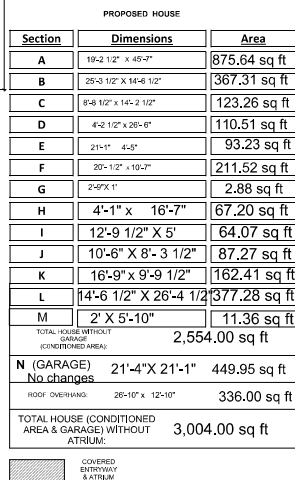 PROPOSED HOUSE
Section Dimensions Area
A 19'-2 1/2" x 45'-7" 875.64 sq ft
B 25'-3 1/2" X 14'-6 1/2" 367.31 sq ft
C 8'-8 1/2" x 14'- 2 1/2" 123.26 sq ft
D 4'-2 1/2" x 26'- 6" 110.51 sq ft
E 21'-1" 4'-5" 93.23 sq ft
F 20'- 1/2" x 10'-7" 211.52 sq ft
G 2'-9"X 1' 2.88 sq ft
H 4'-1" x 16'-7" 67.20 sq ft
I 12'-9 1/2" X 5' 64.07 sq ft
J 10'-6" X 8'- 3 1/2" 87.27 sq ft
K 16'-9" x 9'-9 1/2" 162.41 sq ft
L 14'-6 1/2" X 26'-4 1/2" 377.28 sq ft
M 2' X 5'-10" 11.36 sq ft
TOTAL HOUSE WITHOUT
GARAGE
(CONDITIONED AREA): 2,554.00 sq ft
N (GARAGE) 21'-4"X 21'-1" 449.95 sq ft
No changes
ROOF OVERHANG: 26'-10" x 12'-10" 336.00 sq ft
TOTAL HOUSE (CONDITIONED
AREA & GARAGE) WITHOUT
ATRIUM: 3,004.00 sq ft
COVERED
ENTRYWAY
& ATRIUM